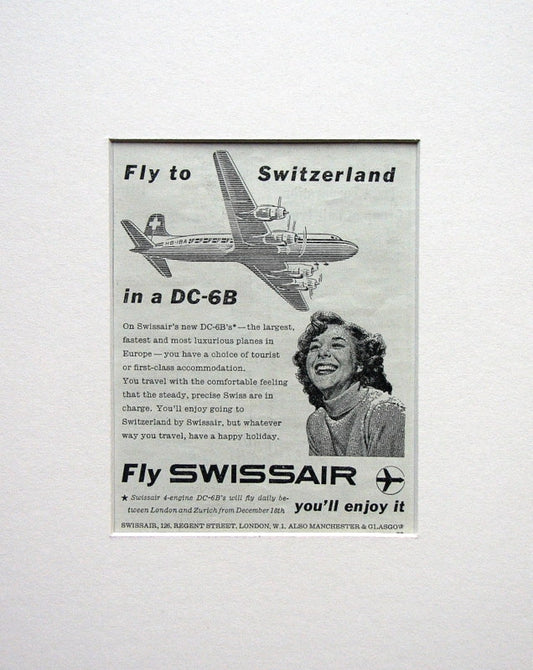 Fly to Switzerland
in a DC-6B
On Swissair's new DC-6B's*—the largest,
fastest and most luxurious planes in
Europe—you have a choice of tourist
or first-class accommodation.
You travel with the comfortable feeling
that the steady, precise Swiss are in
charge. You'll enjoy going to
Switzerland by Swissair, but whatever
way you travel, have a happy holiday.
Fly SWISSAIR
★ Swissair 4-engine DC-6B's will fly daily be-
tween London and Zurich from December 16th
you'll enjoy it
SWISSAIR, 126, REGENT STREET, LONDON, W.1. ALSO MANCHESTER & GLASGOW